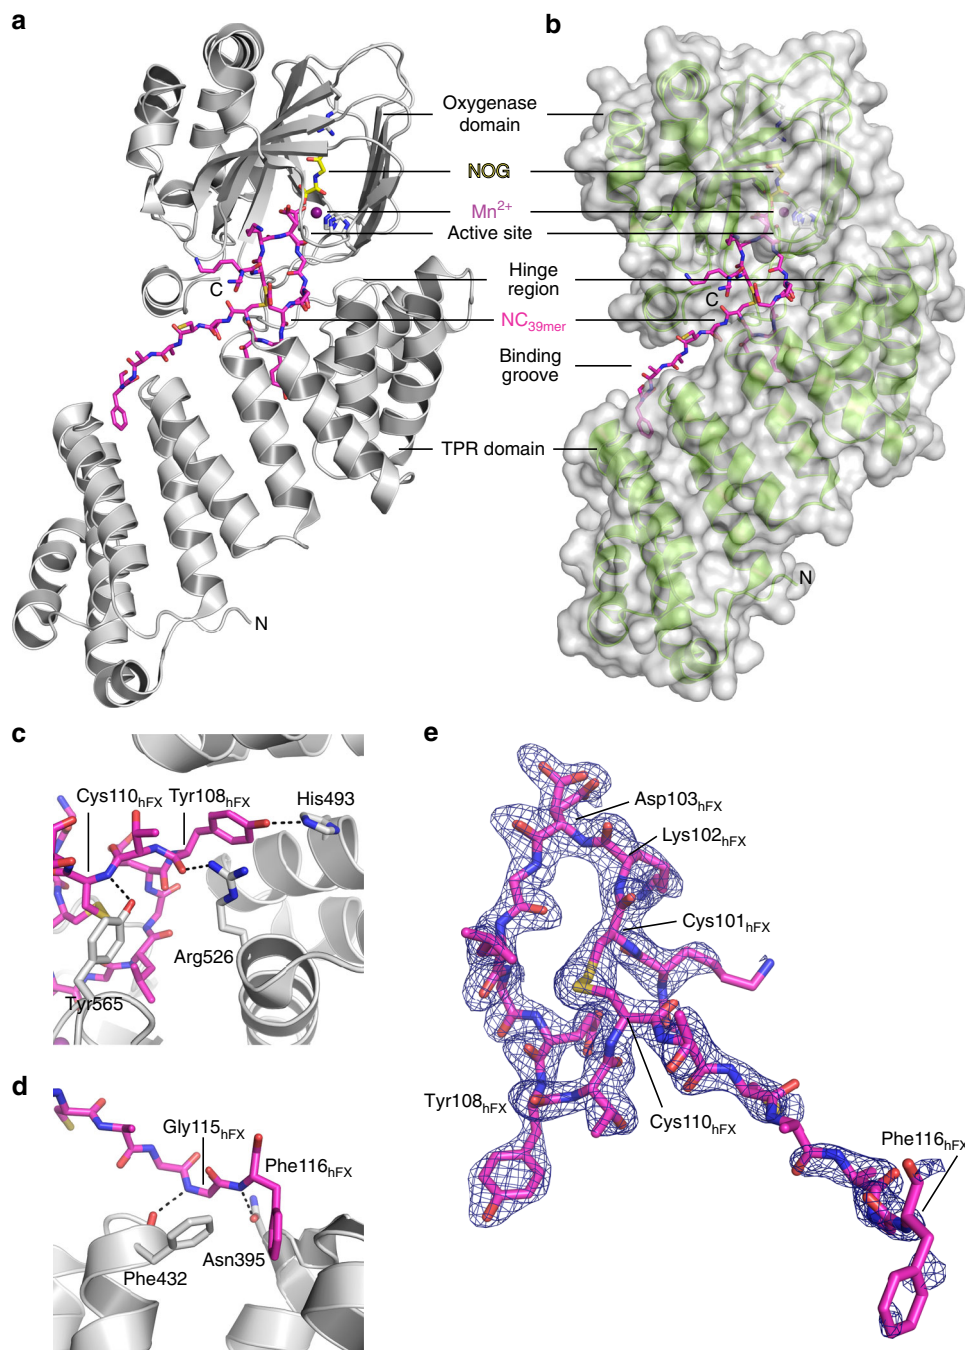 a
b
Oxygenase
domain
NOG
Mn²⁺
Active site
Hinge
region
C
C
NC₃₉ₘₑᵣ
Binding
groove
TPR domain
N
N
c
Cys110hFX
Tyr108hFX
His493
Arg526
Tyr565
d
Gly115hFX
Phe116hFX
Asn395
Phe432
e
Asp103hFX
Lys102hFX
Cys101hFX
Tyr108hFX
Cys110hFX
Phe116hFX